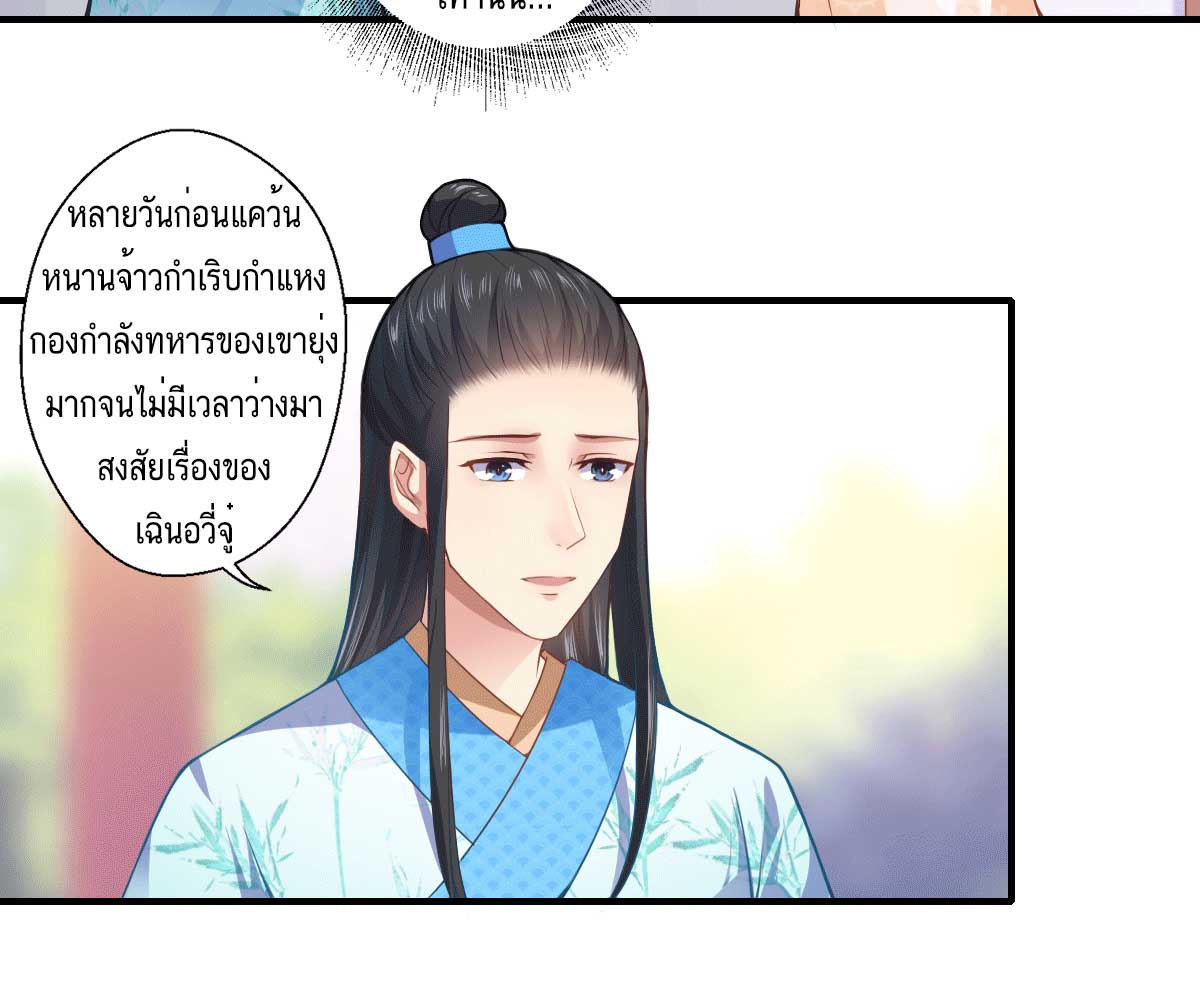 หลายวันก่อนแคว้น
หนานจ้าวกำเริบกำแหง
กองกำลังทหารของเขายุ่ง
มากจนไม่มีเวลาว่างมา
สงสัยเรื่องของ
เฉินอวี่จู๋